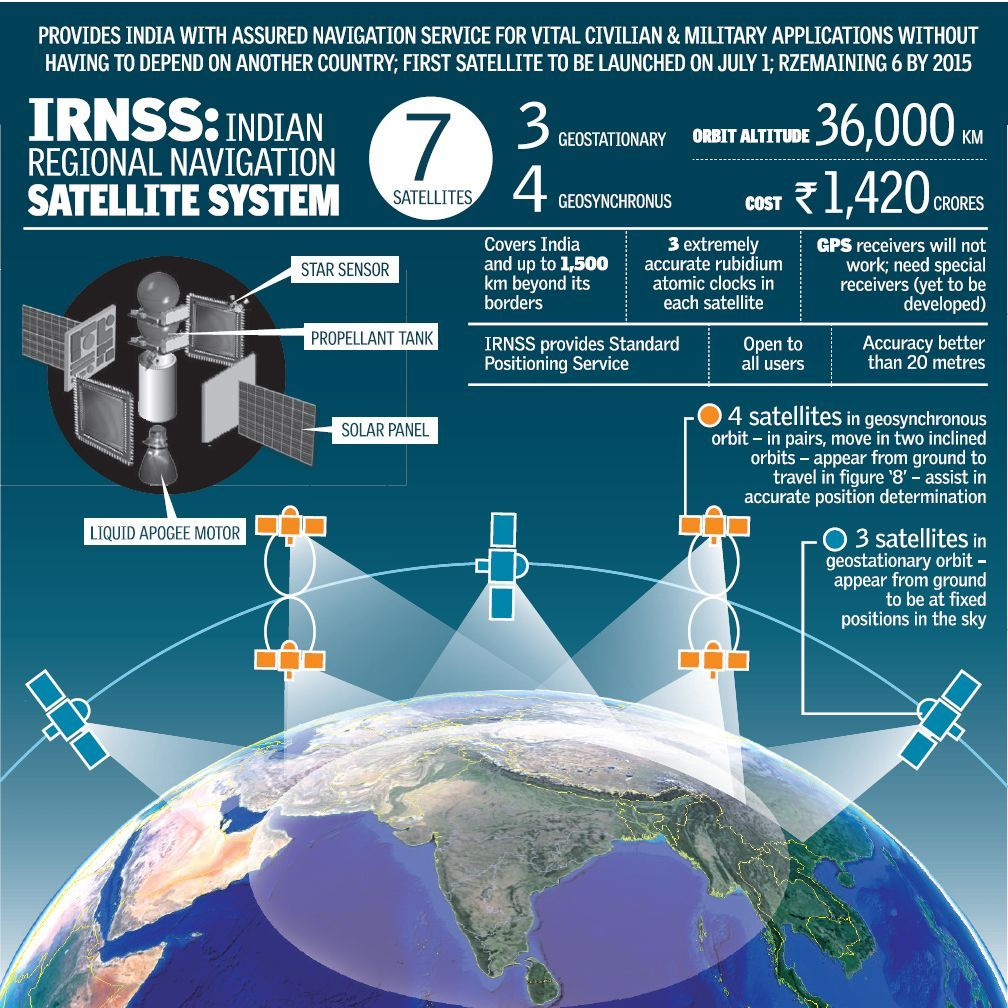 PROVIDES INDIA WITH ASSURED NAVIGATION SERVICE FOR VITAL CIVILIAN & MILITARY APPLICATIONS WITHOUT
HAVING TO DEPEND ON ANOTHER COUNTRY; FIRST SATELLITE TO BE LAUNCHED ON JULY 1; RZEMAINING 6 BY 2015
IRNSS: INDIAN
REGIONAL NAVIGATION
SATELLITE SYSTEM
7
SATELLITES
3 GEOSTATIONARY
4 GEOSYNCHRONUS
ORBIT ALTITUDE 36,000 KM
COST ₹1,420 CRORES
Covers India
and up to 1,500
km beyond its
borders
3 extremely
accurate rubidium
atomic clocks in
each satellite
GPS receivers will not
work; need special
receivers (yet to be
developed)
IRNSS provides Standard
Positioning Service
Open to
all users
Accuracy better
than 20 metres
STAR SENSOR
PROPELLANT TANK
SOLAR PANEL
LIQUID APOGEE MOTOR
4 satellites in geosynchronous
orbit – in pairs, move in two inclined
orbits – appear from ground to
travel in figure '8' – assist in
accurate position determination
3 satellites in
geostationary orbit –
appear from ground
to be at fixed
positions in the sky